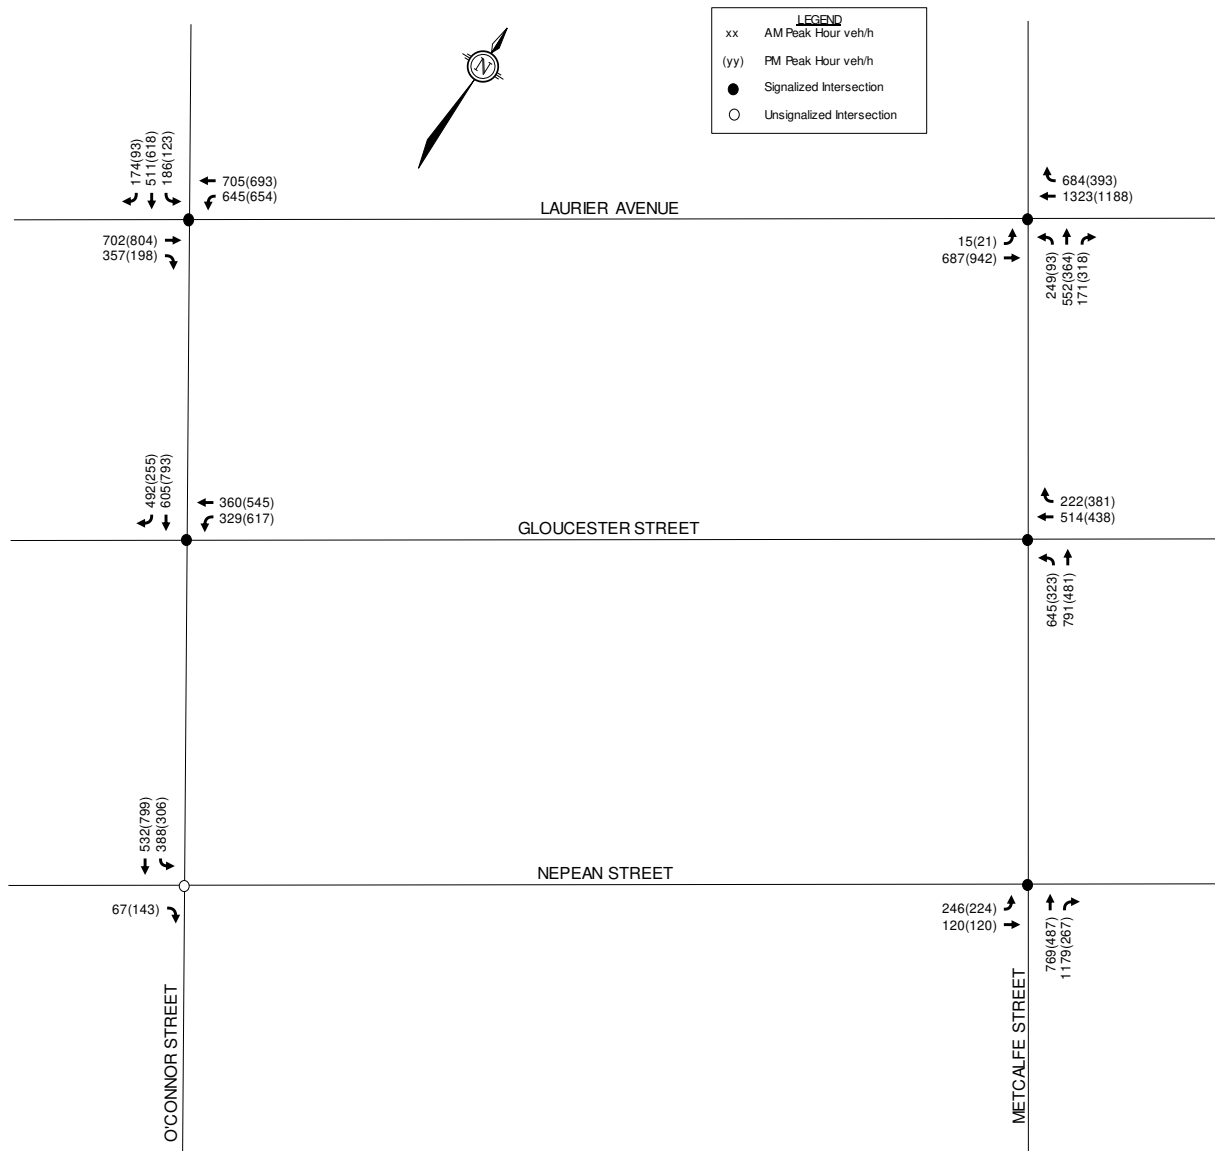 LEGEND
xx AM Peak Hour veh/h
(yy) PM Peak Hour veh/h
Signalized Intersection
Unsignalized Intersection
N
174(93)
511(618)
186(123)
705(693)
645(654)
LAURIER AVENUE
684(393)
1323(1188)
702(804)
357(198)
15(21)
687(942)
249(93)
552(364)
171(318)
492(255)
605(793)
360(545)
329(617)
GLOUCESTER STREET
222(381)
514(438)
645(323)
791(481)
532(799)
388(306)
NEPEAN STREET
67(143)
246(224)
120(120)
769(487)
1179(267)
O'CONNOR STREET
METCALFE STREET